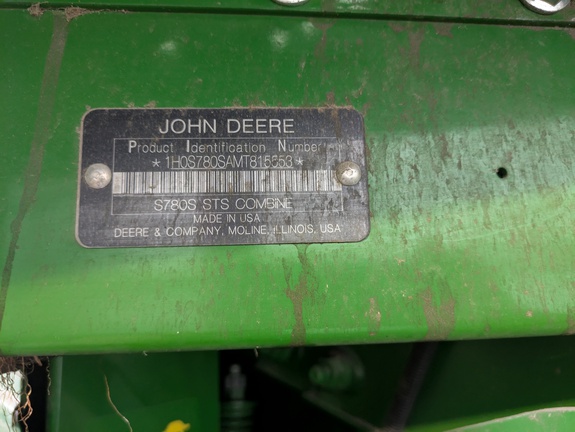 JOHN DEERE
Product Identification Number
*1H0S780SAMT815553*
S780S STS COMBINE
MADE IN USA
DEERE & COMPANY, MOLINE, ILLINOIS, USA